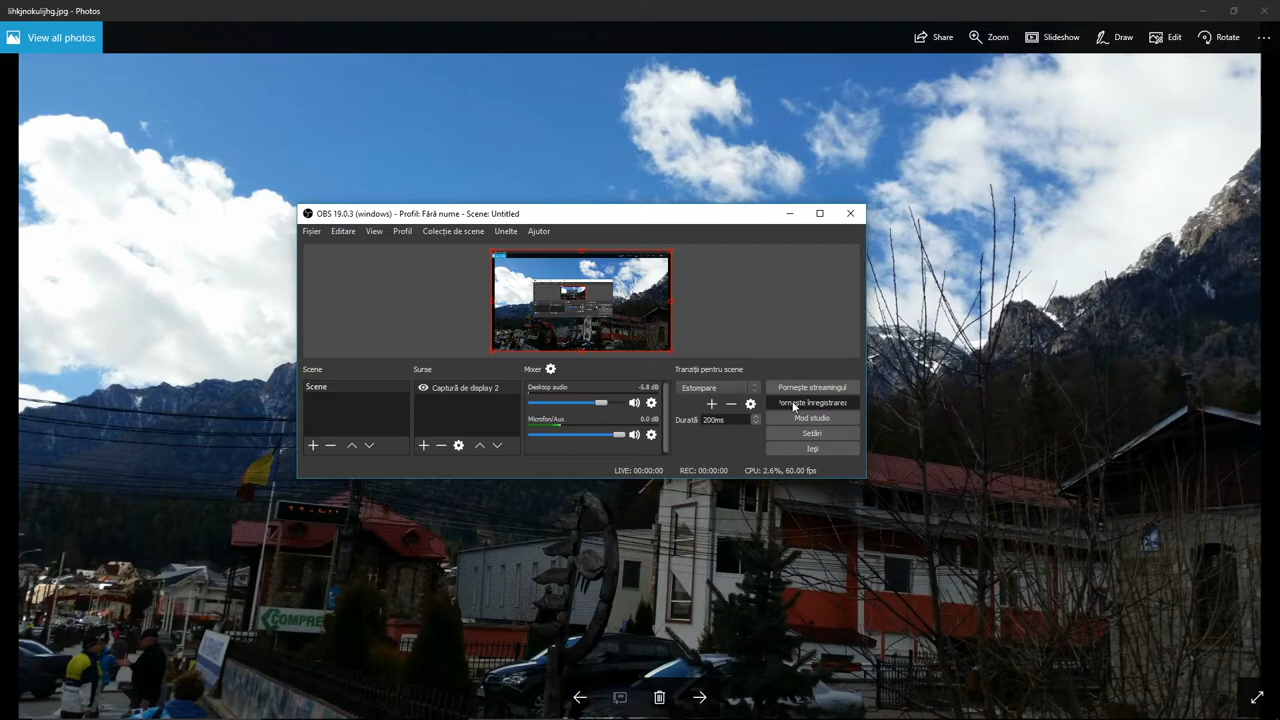 lihkjnokulijhg.jpg - Photos
View all photos
Share
Zoom
Slideshow
Draw
Edit
Rotate
OBS 19.0.3 (windows) - Profil: Fără nume - Scene: Untitled
Fișier Editare View Profil Colecție de scene Unelte Ajutor
Scene
Scene
Surse
Captură de display 2
Mixer
Desktop audio -5.8 dB
Microfon/Aux 0.0 dB
Tranziții pentru scene
Estompare
Durată 200ms
Pornește streamingul
Pornește înregistrarea
Mod studio
Setări
Ieși
LIVE: 00:00:00 REC: 00:00:00 CPU: 2.6%, 60.00 fps
COMPRE